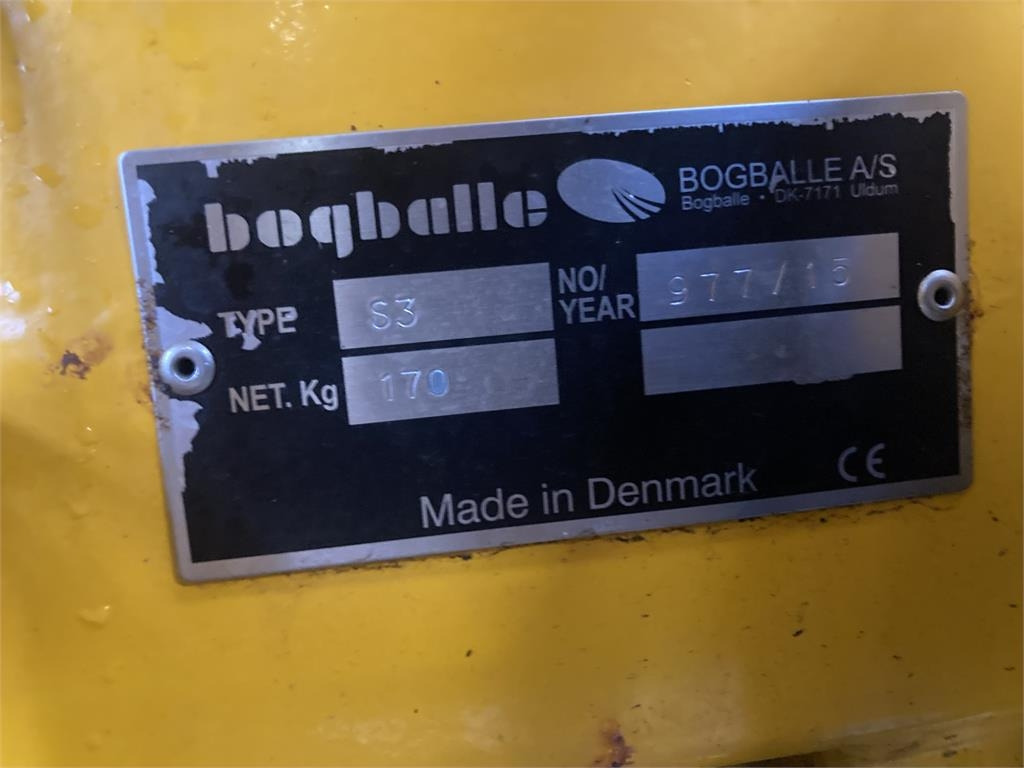 bogballe
BOGBALLE A/S
Bogballe • DK-7171 Uldum
TYPE S3
NO/
YEAR 977/15
NET. Kg 170
CE
Made in Denmark